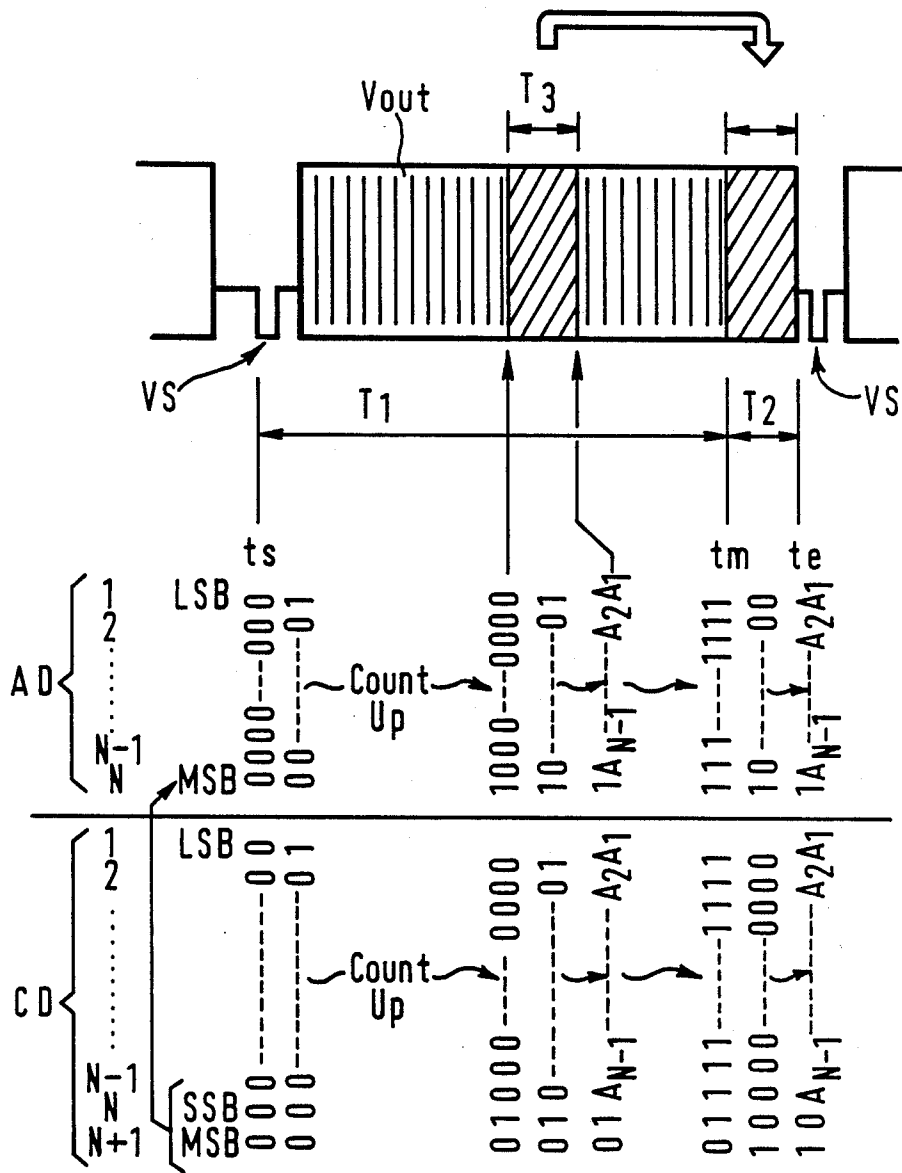 T3
Vout
VS
T1
T2
VS
ts
tm
te
AD
1
2
N-1
N
LSB
MSB
0000---000
00-----01
Count
Up
1000---0000
10-----01
1AN-1-----A2A1
111----1111
10-----00
1AN-1-----A2A1
CD
1
2
N-1
N
N+1
LSB
SSB
MSB
000------00
000------01
Count
Up
01000---0000
010-----01
01AN-1-----A2A1
01111----1111
10000----0000
10AN-1-----A2A1